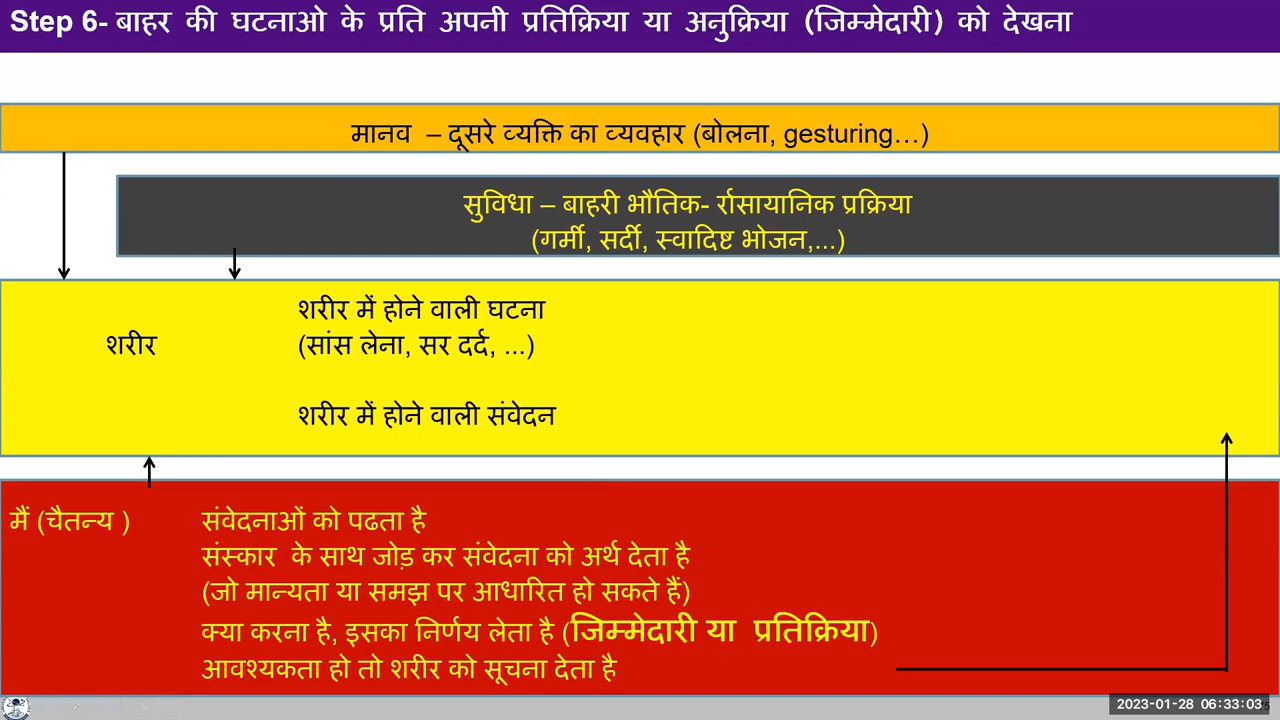 Step 6- बाहर की घटनाओ के प्रति अपनी प्रतिक्रिया या अनुक्रिया (जिम्मेदारी) को देखना
मानव – दूसरे व्यक्ति का व्यवहार (बोलना, gesturing…)
सुविधा – बाहरी भौतिक- र्रासायानिक प्रक्रिया
(गर्मी, सर्दी, स्वादिष्ट भोजन,...)
शरीर में होने वाली घटना
शरीर (सांस लेना, सर दर्द, ...)
शरीर में होने वाली संवेदन
मैं (चैतन्य ) संवेदनाओं को पढता है
संस्कार के साथ जोड़ कर संवेदना को अर्थ देता है
(जो मान्यता या समझ पर आधारित हो सकते हैं)
क्या करना है, इसका निर्णय लेता है (जिम्मेदारी या प्रतिक्रिया)
आवश्यकता हो तो शरीर को सूचना देता है
2023-01-28 06:33:03